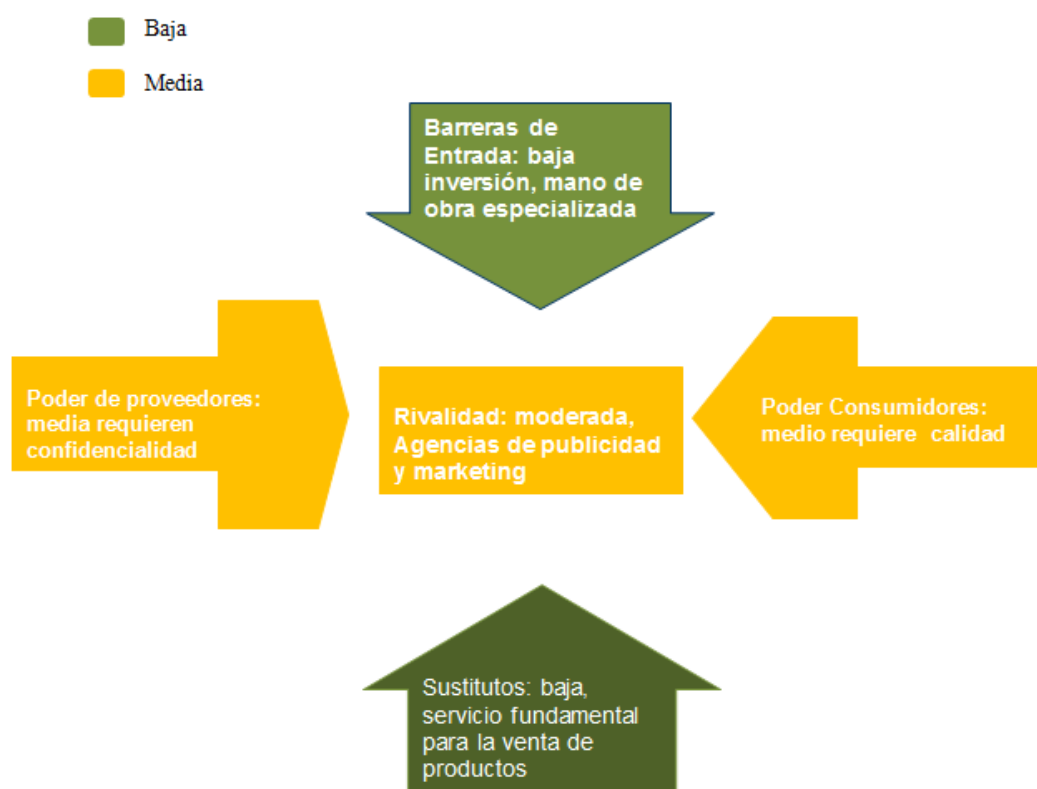 Baja
Media
Barreras de
Entrada: baja
inversión, mano de
obra especializada
Poder de proveedores:
media requieren
confidencialidad
Rivalidad: moderada,
Agencias de publicidad
y marketing
Poder Consumidores:
medio requiere calidad
Sustitutos: baja,
servicio fundamental
para la venta de
productos